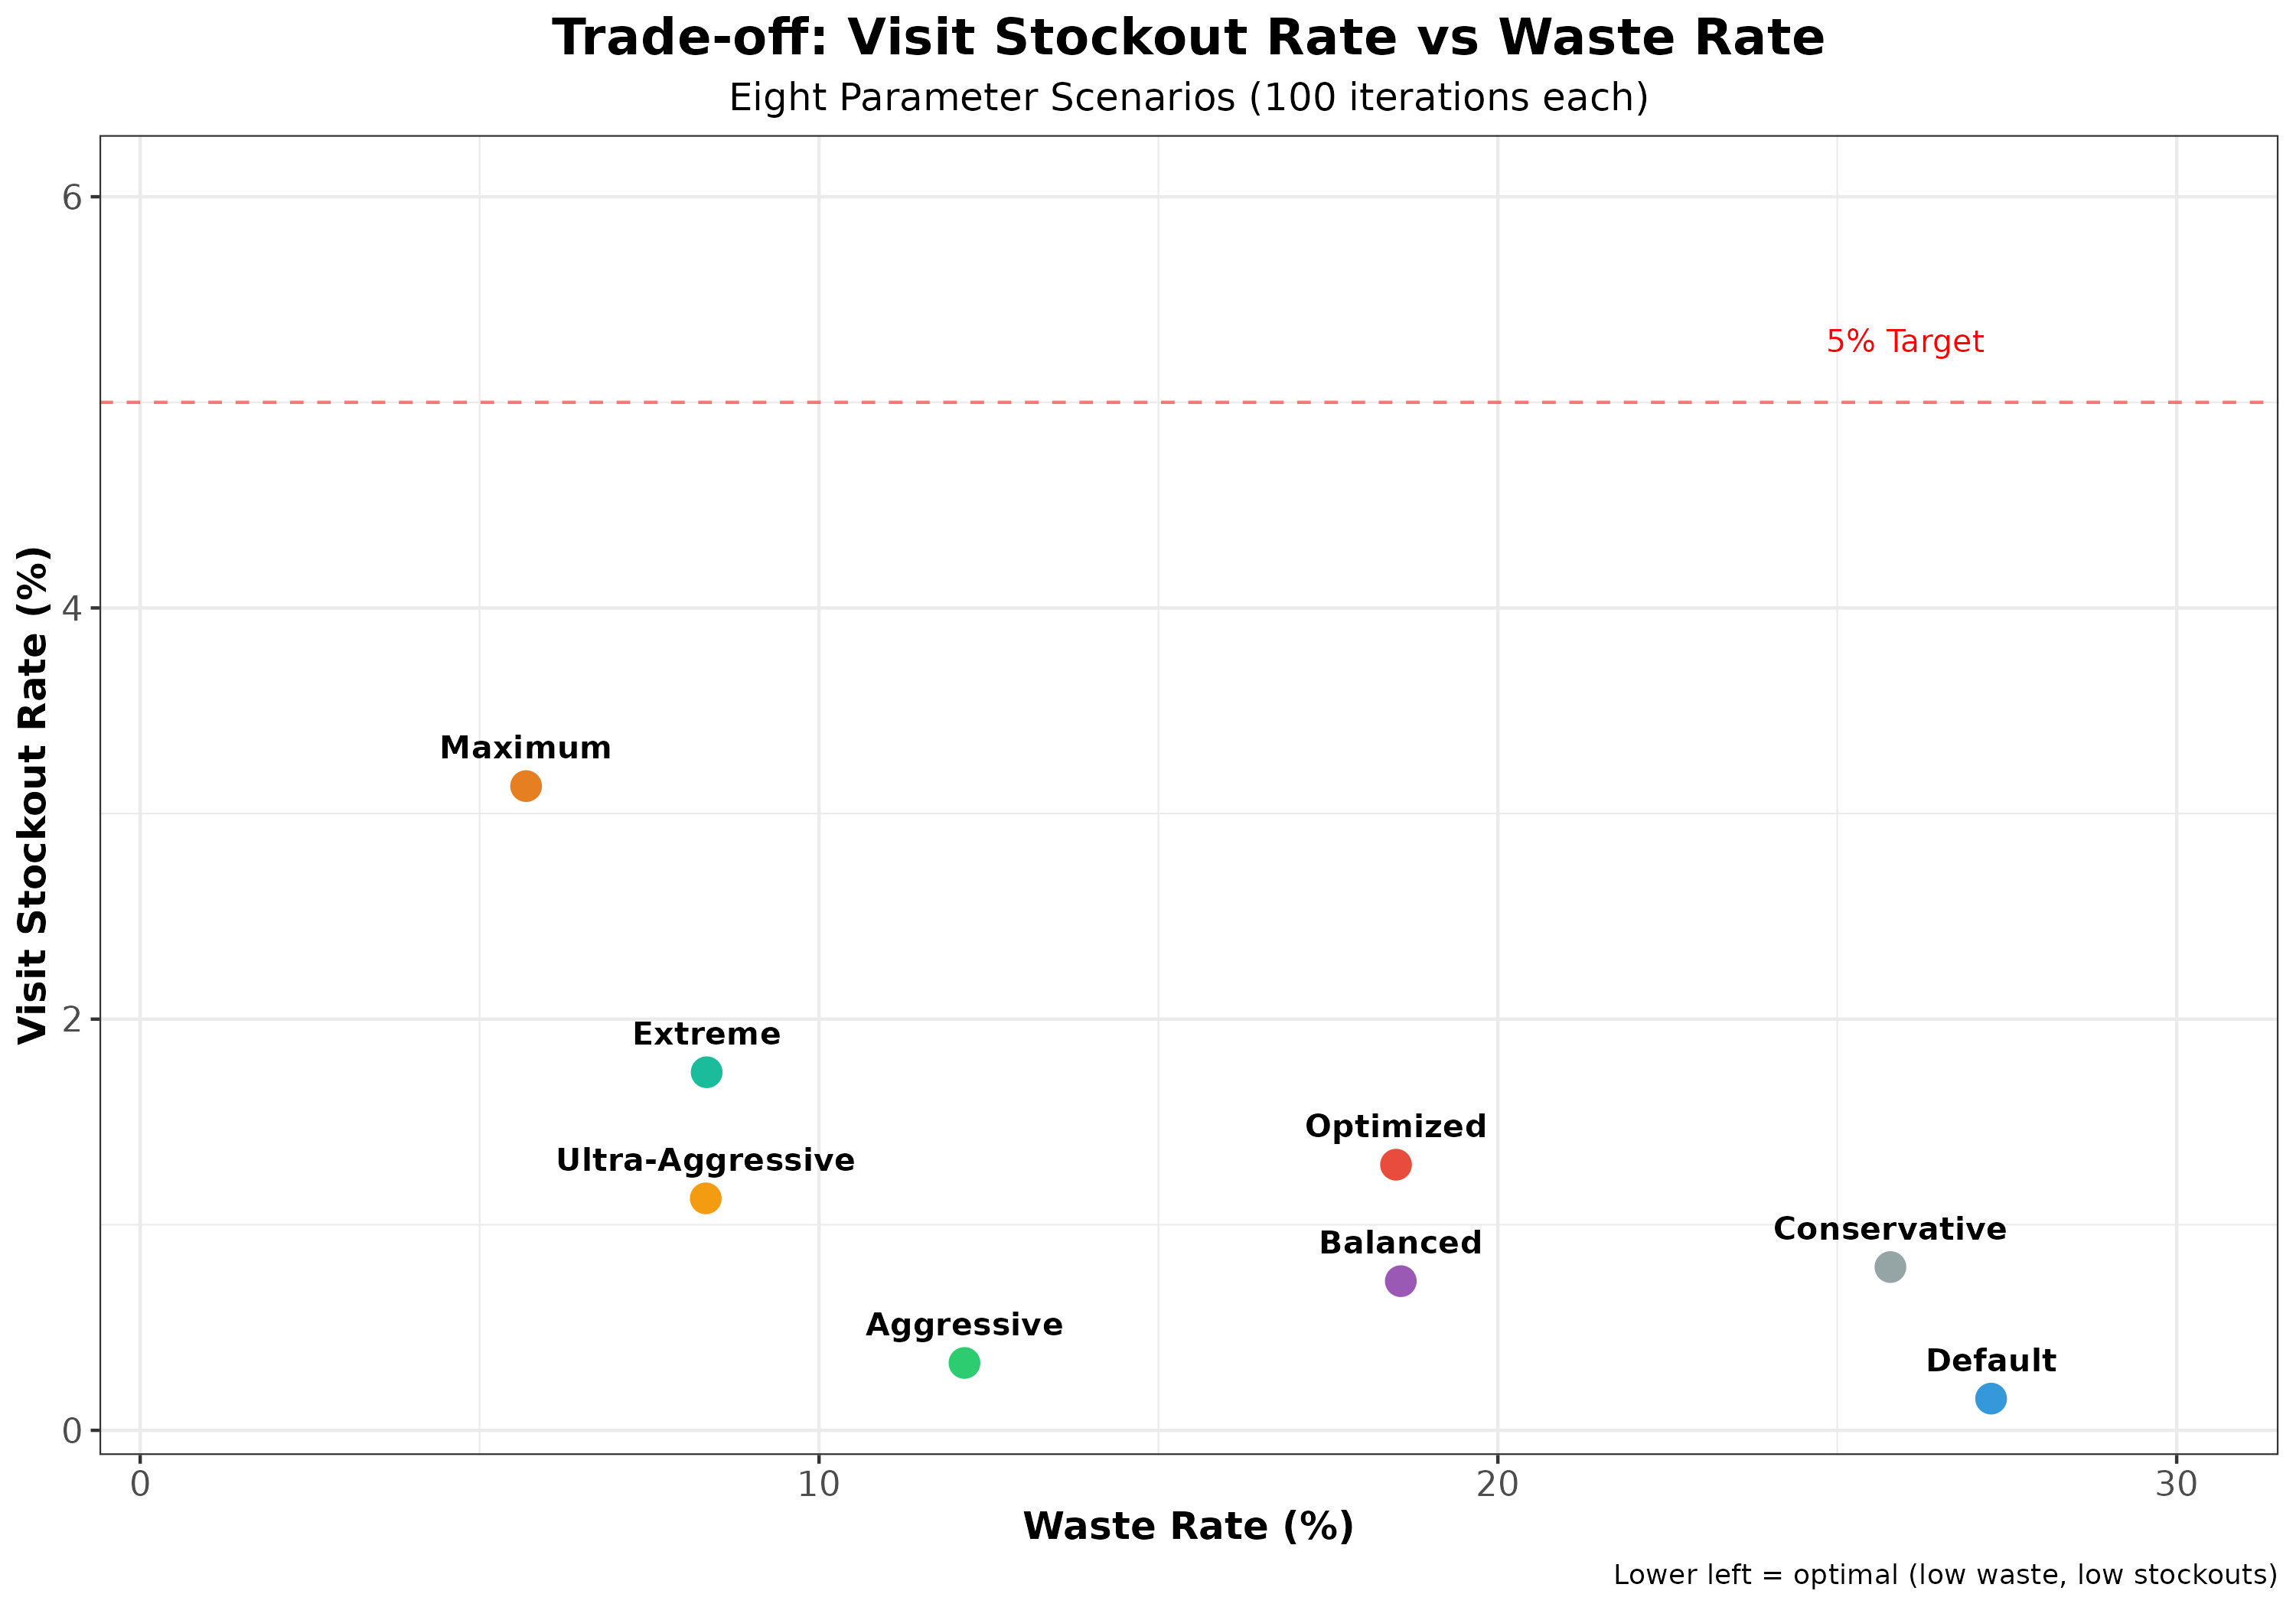 Trade-off: Visit Stockout Rate vs Waste Rate
Eight Parameter Scenarios (100 iterations each)
Visit Stockout Rate (%)
6
4
2
0
5% Target
Maximum
Extreme
Optimized
Ultra-Aggressive
Conservative
Balanced
Aggressive
Default
0
10
20
30
Waste Rate (%)
Lower left = optimal (low waste, low stockouts)